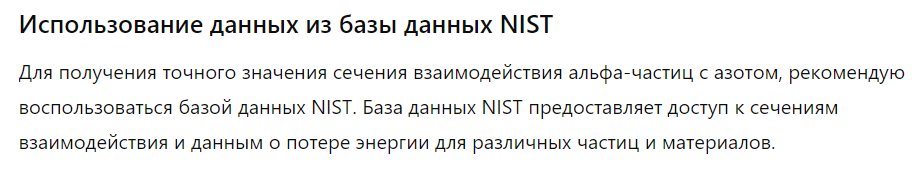 Использование данных из базы данных NIST
Для получения точного значения сечения взаимодействия альфа-частиц с азотом, рекомендую
воспользоваться базой данных NIST. База данных NIST предоставляет доступ к сечениям
взаимодействия и данным о потере энергии для различных частиц и материалов.